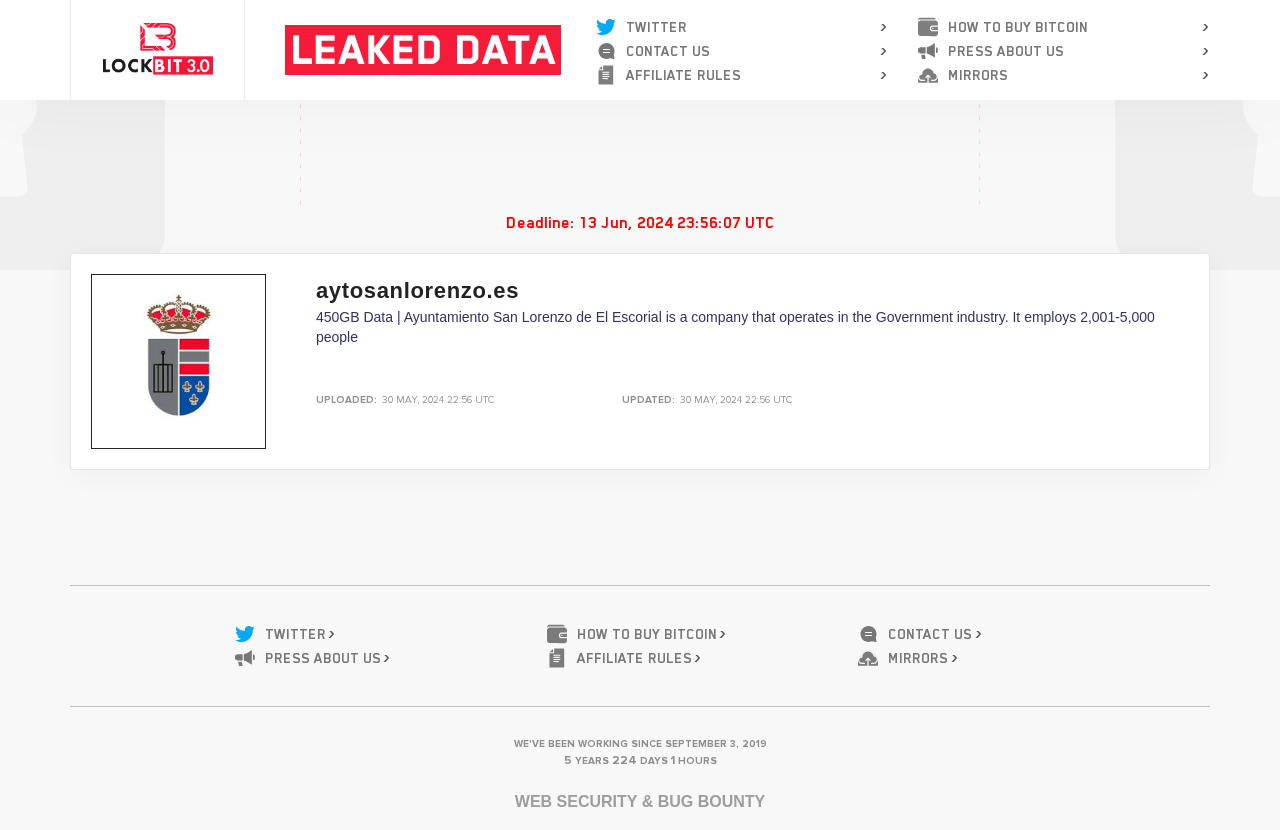 LOCKBIT 3.0
LEAKED DATA
TWITTER
CONTACT US
AFFILIATE RULES
HOW TO BUY BITCOIN
PRESS ABOUT US
MIRRORS
Deadline: 13 Jun, 2024 23:56:07 UTC
aytosanlorenzo.es
450GB Data | Ayuntamiento San Lorenzo de El Escorial is a company that operates in the Government industry. It employs 2,001-5,000
people
UPLOADED: 30 MAY, 2024 22:56 UTC
UPDATED: 30 MAY, 2024 22:56 UTC
TWITTER
HOW TO BUY BITCOIN
CONTACT US
PRESS ABOUT US
AFFILIATE RULES
MIRRORS
WE'VE BEEN WORKING SINCE SEPTEMBER 3, 2019
5 YEARS 224 DAYS 1 HOURS
WEB SECURITY & BUG BOUNTY